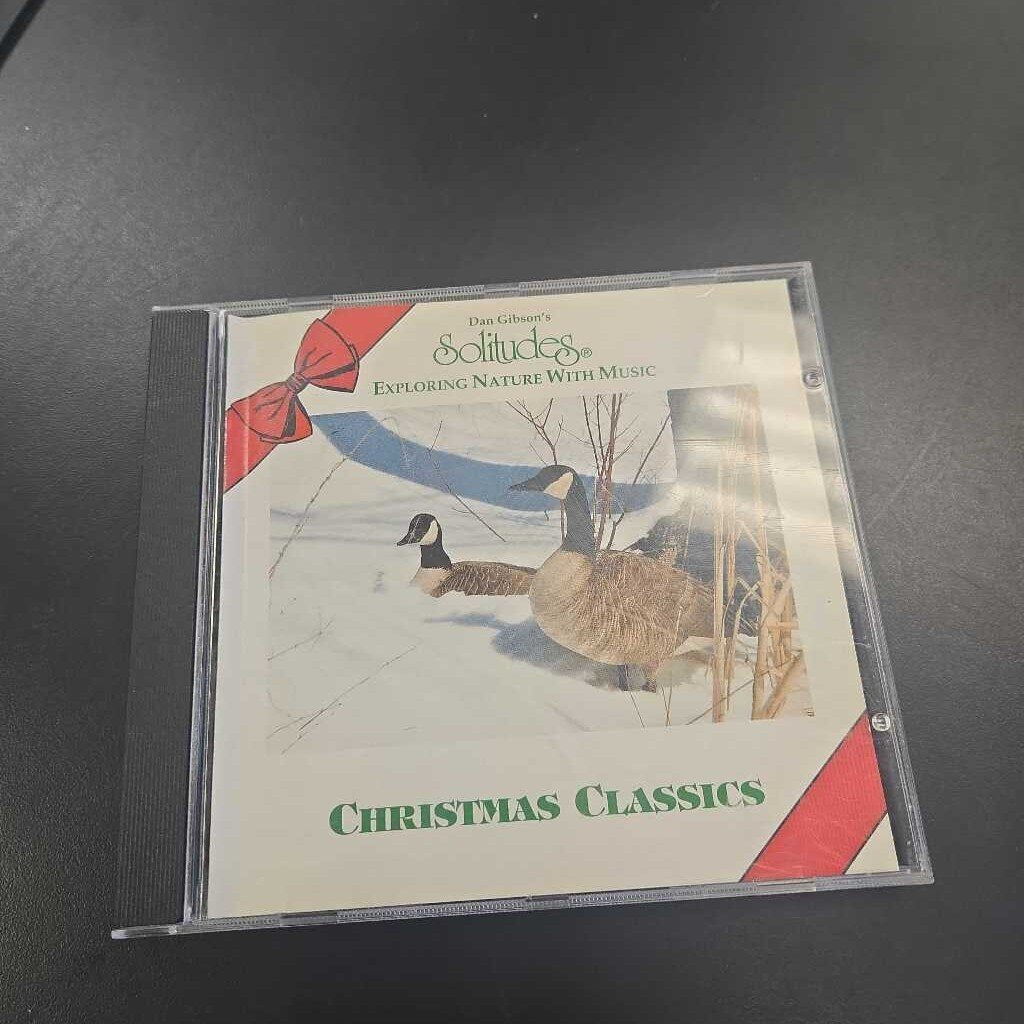 Dan Gibson's
Solitudes®
EXPLORING NATURE WITH MUSIC
CHRISTMAS CLASSICS